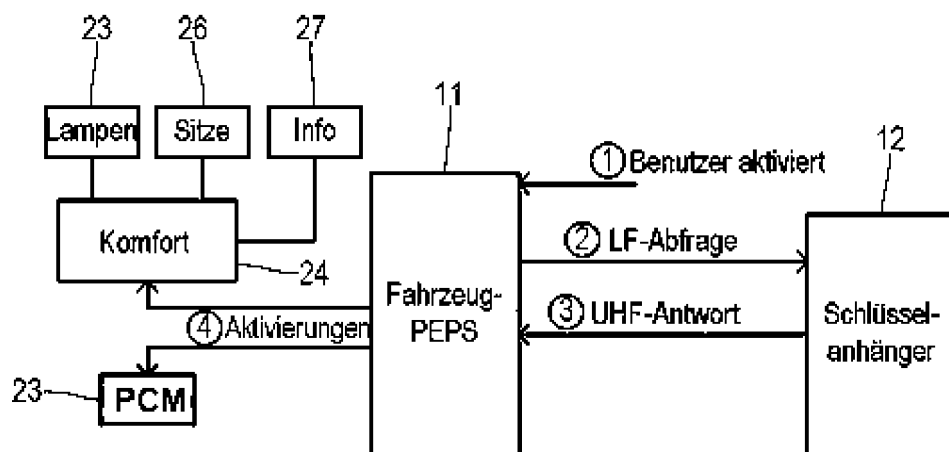 23
26
27
Lampen
Sitze
Info
11
12
① Benutzer aktiviert
Komfort
24
② LF-Abfrage
Fahrzeug-
PEPS
③ UHF-Antwort
Schlüssel-
anhänger
④ Aktivierungen
23
PCM